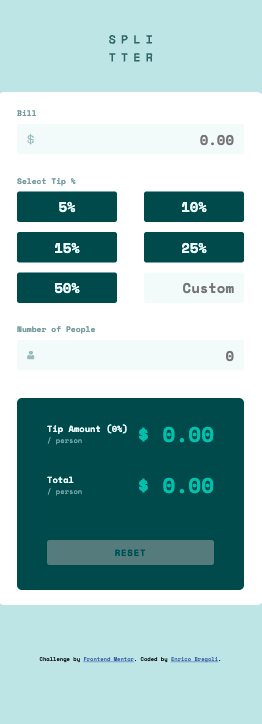 SPLI
TTER
Bill
$ 0.00
Select Tip %
5% 10%
15% 25%
50% Custom
Number of People
0
Tip Amount (0%) $ 0.00
/ person
Total $ 0.00
/ person
RESET
Challenge by Frontend Mentor. Coded by Enrico Bragoli.